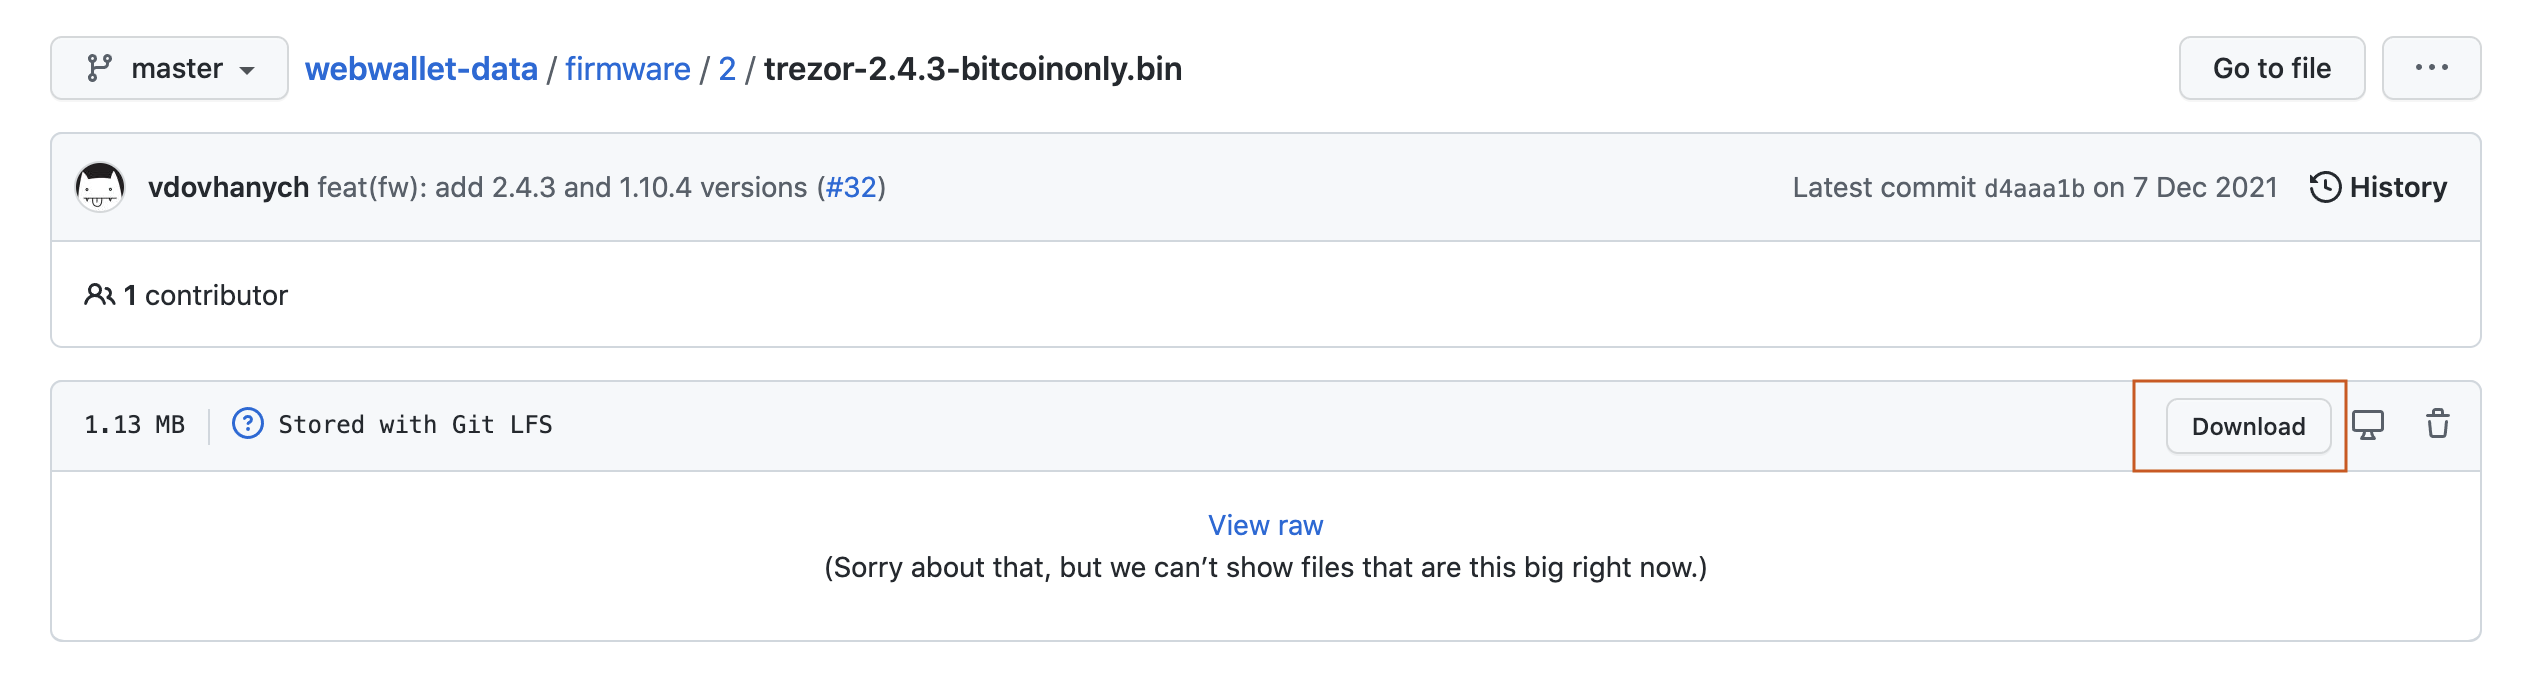 master webwallet-data / firmware / 2 / trezor-2.4.3-bitcoinonly.bin Go to file ...
vdovhanych feat(fw): add 2.4.3 and 1.10.4 versions (#32) Latest commit d4aaa1b on 7 Dec 2021 History
1 contributor
1.13 MB ? Stored with Git LFS Download
View raw
(Sorry about that, but we can’t show files that are this big right now.)